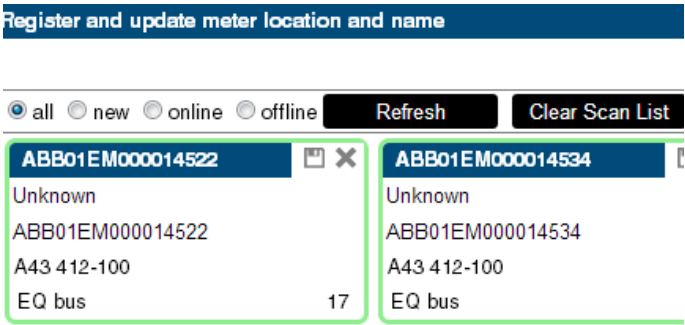 Register and update meter location and name
all new online offline Refresh Clear Scan List
ABB01EM000014522
Unknown
ABB01EM000014522
A43 412-100
EQ bus 17
ABB01EM000014534
Unknown
ABB01EM000014534
A43 412-100
EQ bus